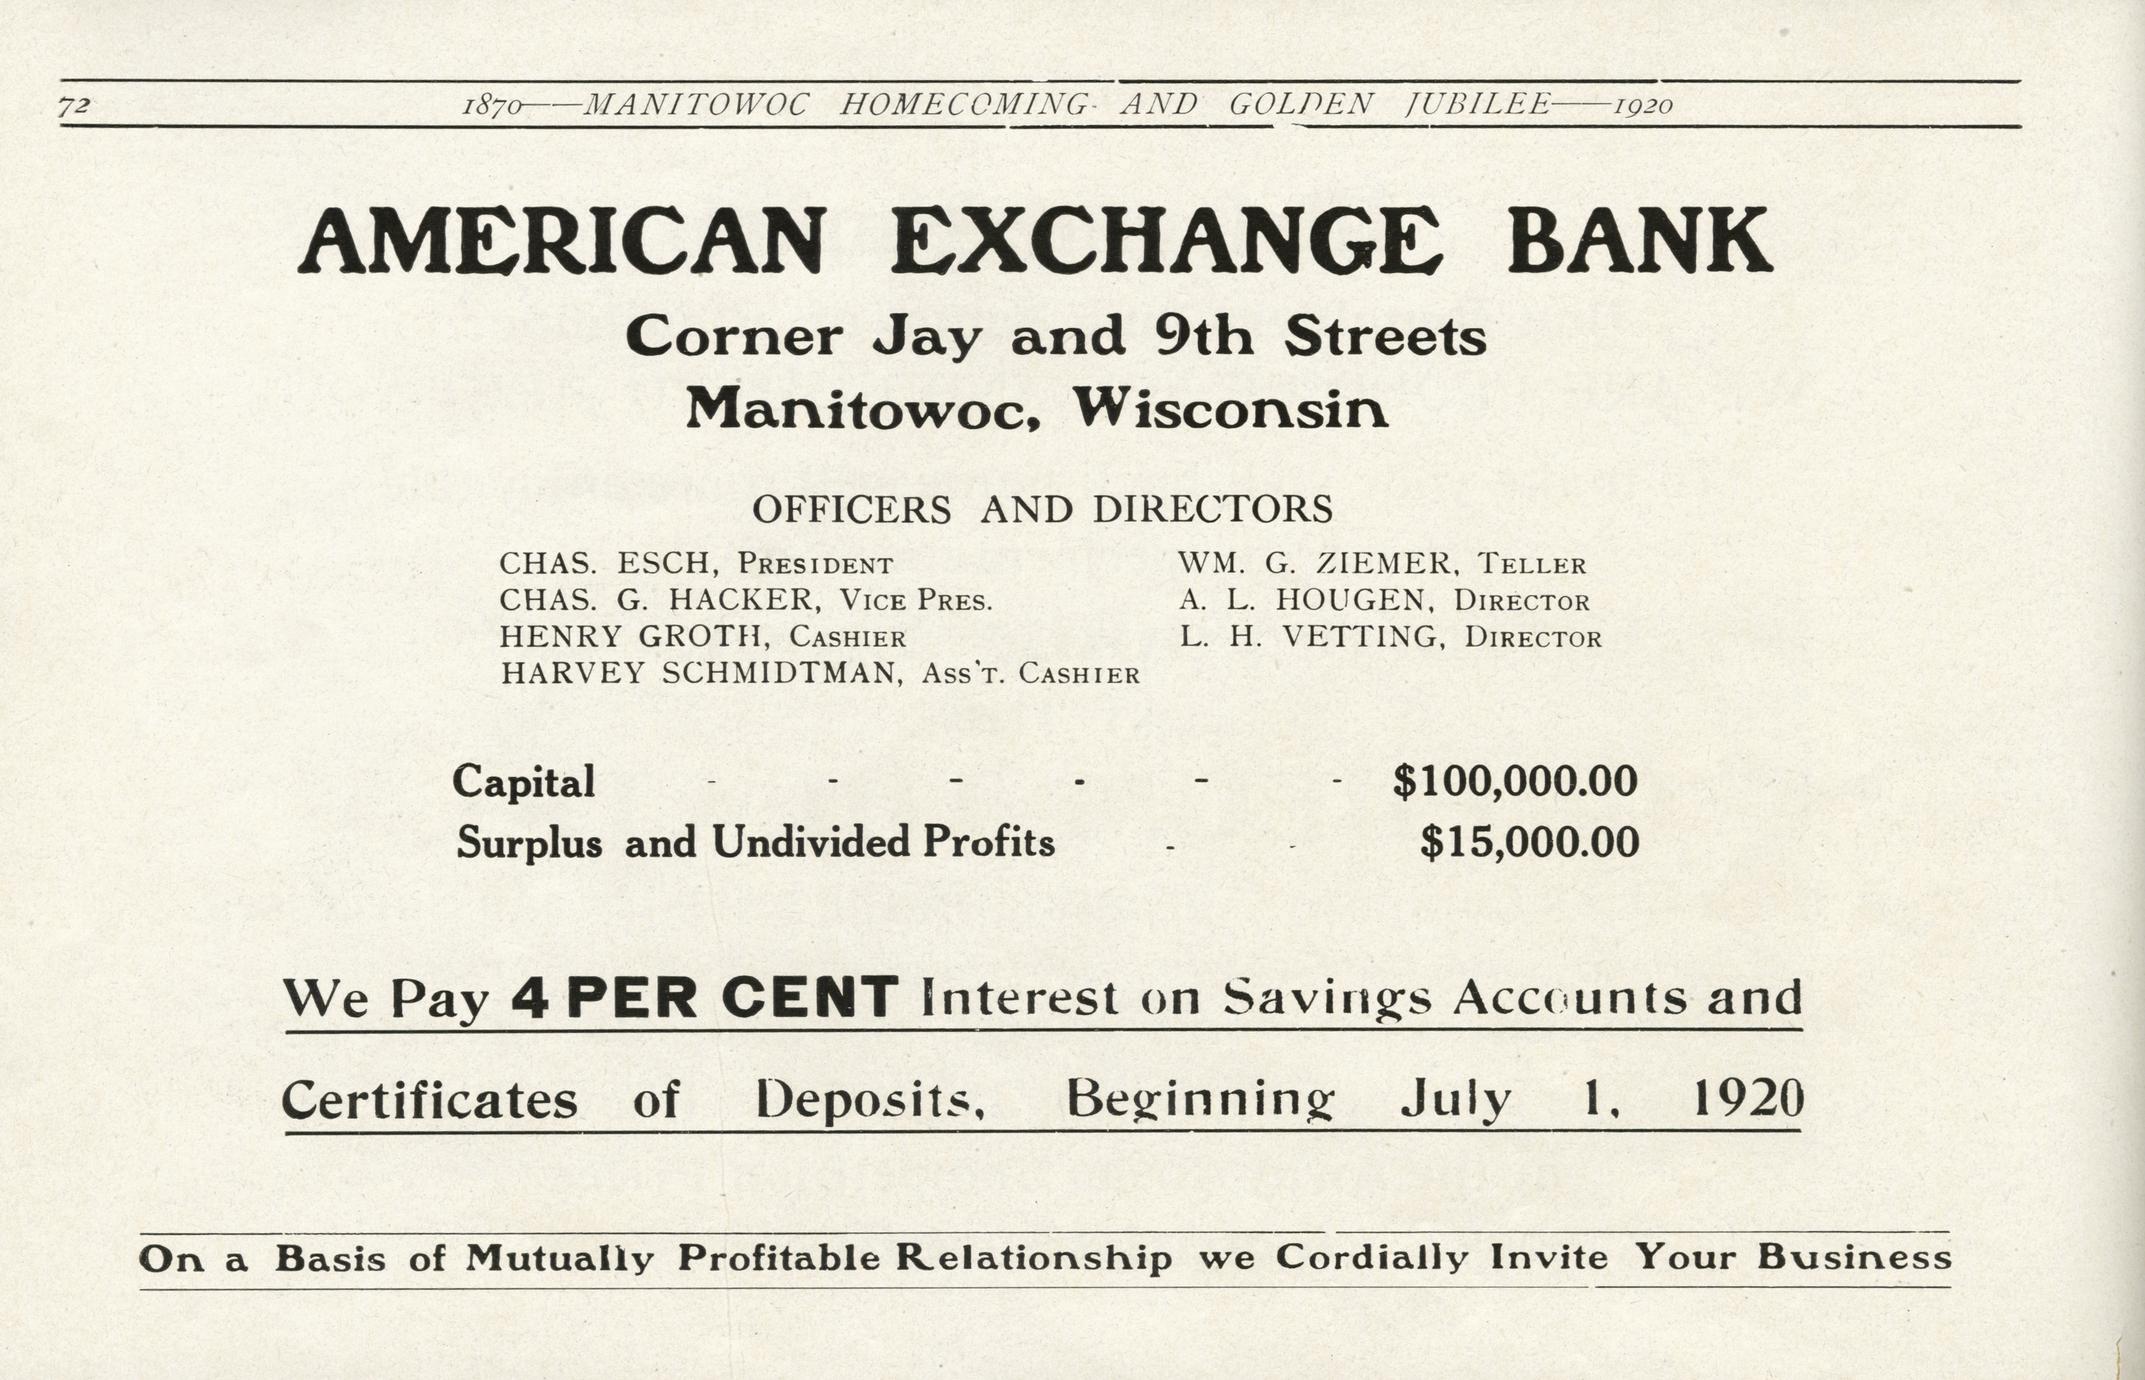 72 1870——MANITOWOC HOMECOMING AND GOLDEN JUBILEE——1920
AMERICAN EXCHANGE BANK
Corner Jay and 9th Streets
Manitowoc, Wisconsin
OFFICERS AND DIRECTORS
CHAS. ESCH, PRESIDENT
CHAS. G. HACKER, VICE PRES.
HENRY GROTH, CASHIER
HARVEY SCHMIDTMAN, ASS'T. CASHIER
WM. G. ZIEMER, TELLER
A. L. HOUGEN, DIRECTOR
L. H. VETTING, DIRECTOR
Capital - - - - - - $100,000.00
Surplus and Undivided Profits - - $15,000.00
We Pay 4 PER CENT Interest on Savings Accounts and
Certificates of Deposits, Beginning July 1, 1920
On a Basis of Mutually Profitable Relationship we Cordially Invite Your Business